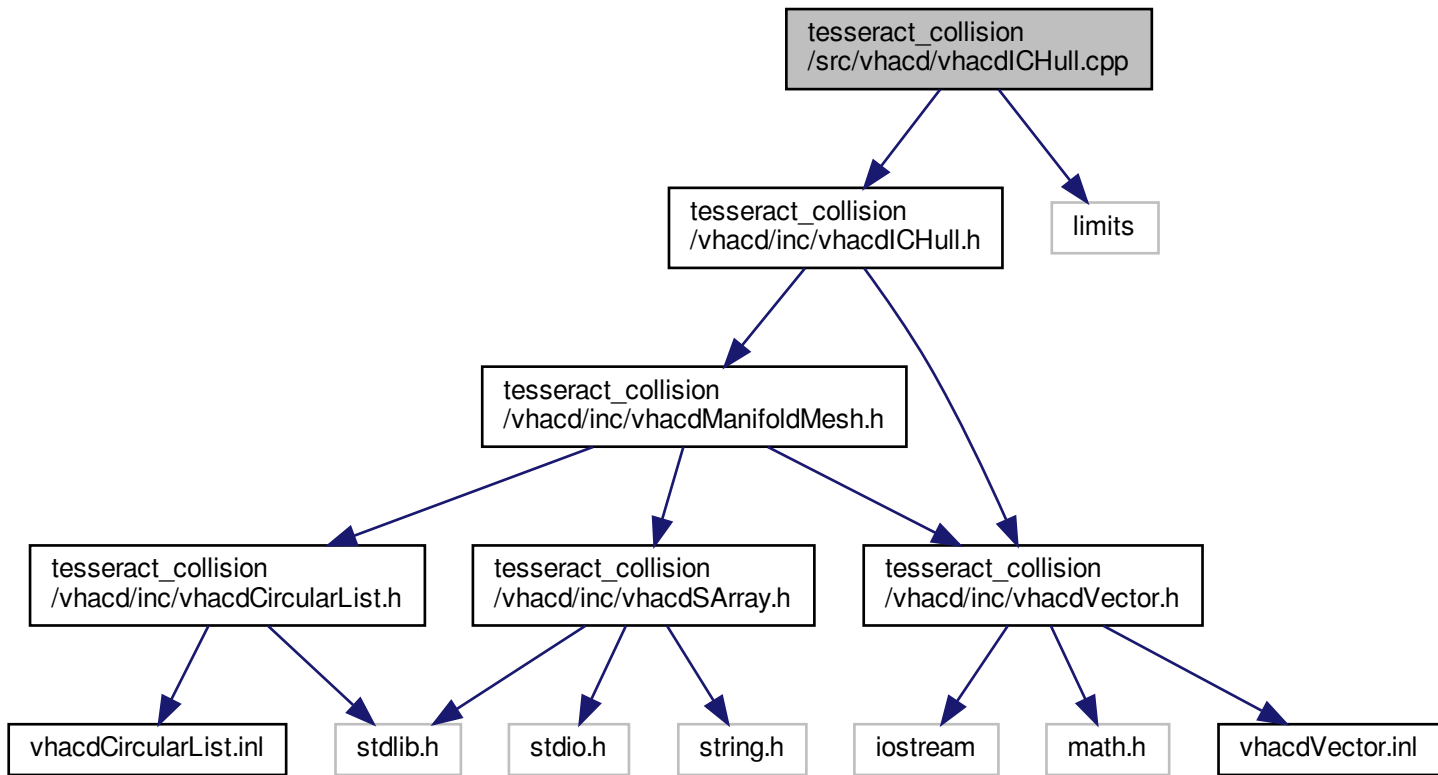 tesseract_collision
/src/vhacd/vhacdICHull.cpp
tesseract_collision
/vhacd/inc/vhacdICHull.h
limits
tesseract_collision
/vhacd/inc/vhacdManifoldMesh.h
tesseract_collision
/vhacd/inc/vhacdCircularList.h
tesseract_collision
/vhacd/inc/vhacdSArray.h
tesseract_collision
/vhacd/inc/vhacdVector.h
vhacdCircularList.inl
stdlib.h
stdio.h
string.h
iostream
math.h
vhacdVector.inl